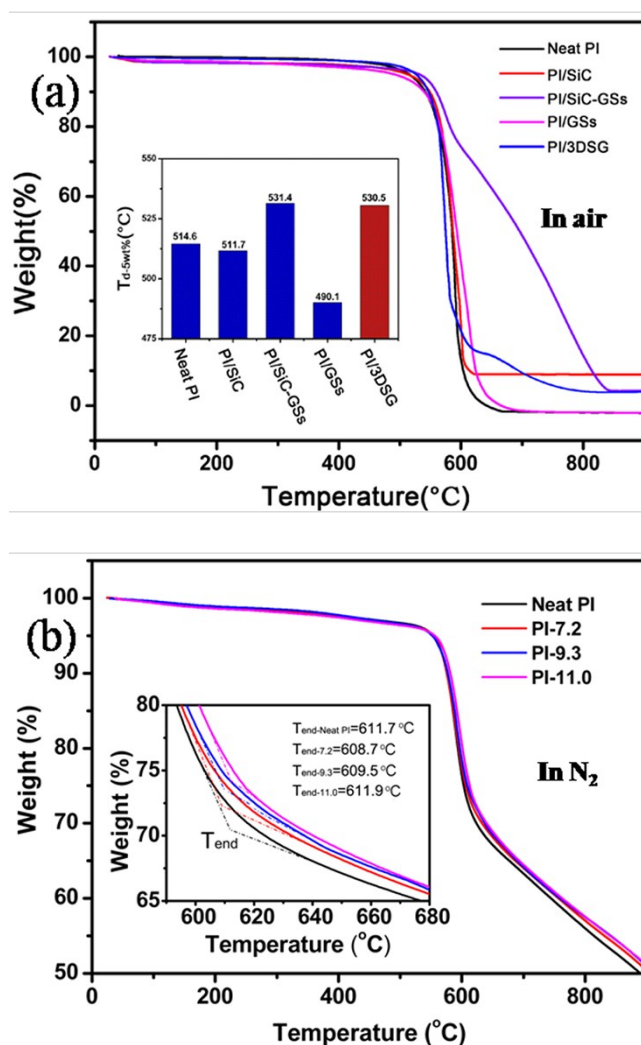 (a)
Neat PI
PI/SiC
PI/SiC-GSs
PI/GSs
PI/3DSG
In air
Weight(%)
100
80
60
40
20
0
T d-5wt%(°C)
550
525
500
475
514.6
511.7
531.4
490.1
530.5
Neat PI
PI/SiC
PI/SiC-GSs
PI/GSs
PI/3DSG
0 200 400 600 800
Temperature(°C)
(b)
Neat PI
PI-7.2
PI-9.3
PI-11.0
In N2
Weight (%)
100
90
80
70
60
50
Weight (%)
80
75
70
65
Tend-Neat PI=611.7 °C
Tend-7.2=608.7 °C
Tend-9.3=609.5 °C
Tend-11.0=611.9 °C
Tend
600 620 640 660 680
Temperature (°C)
0 200 400 600 800
Temperature (°C)